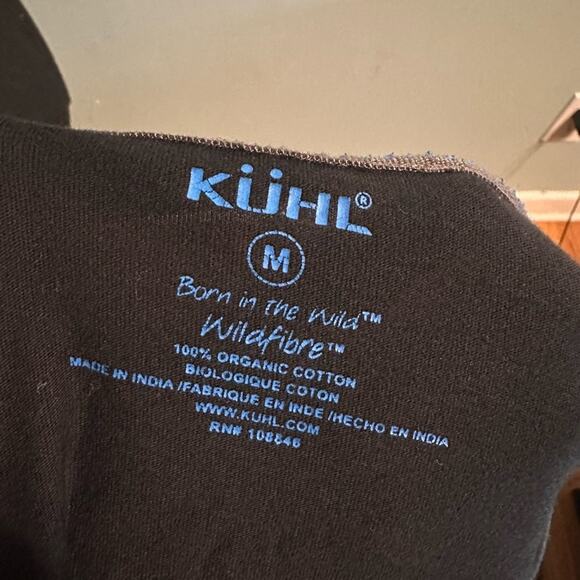 KÜHL®
M
Born in the Wild™
Wildfibre™
100% ORGANIC COTTON
BIOLOGIQUE COTON
MADE IN INDIA /FABRIQUE EN INDE /HECHO EN INDIA
WWW.KUHL.COM
RN# 108846